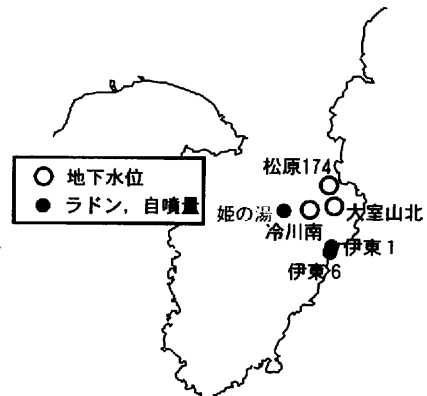 松原174
○ 地下水位
● ラドン，自噴量
姫の湯
大室山北
冷川南
伊東1
伊東6